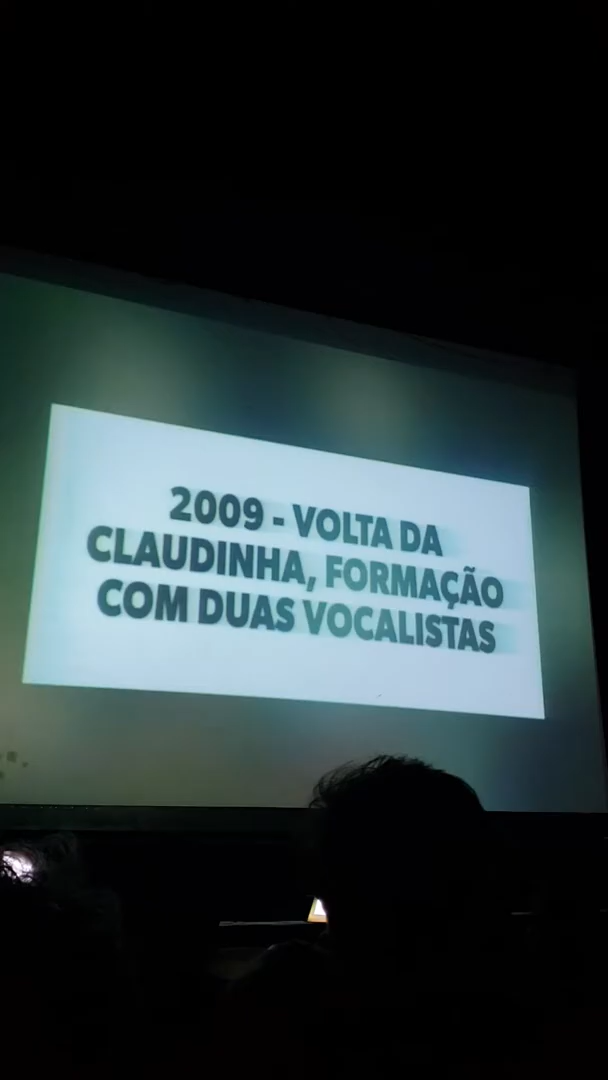 2009 - VOLTA DA
CLAUDINHA, FORMAÇÃO
COM DUAS VOCALISTAS